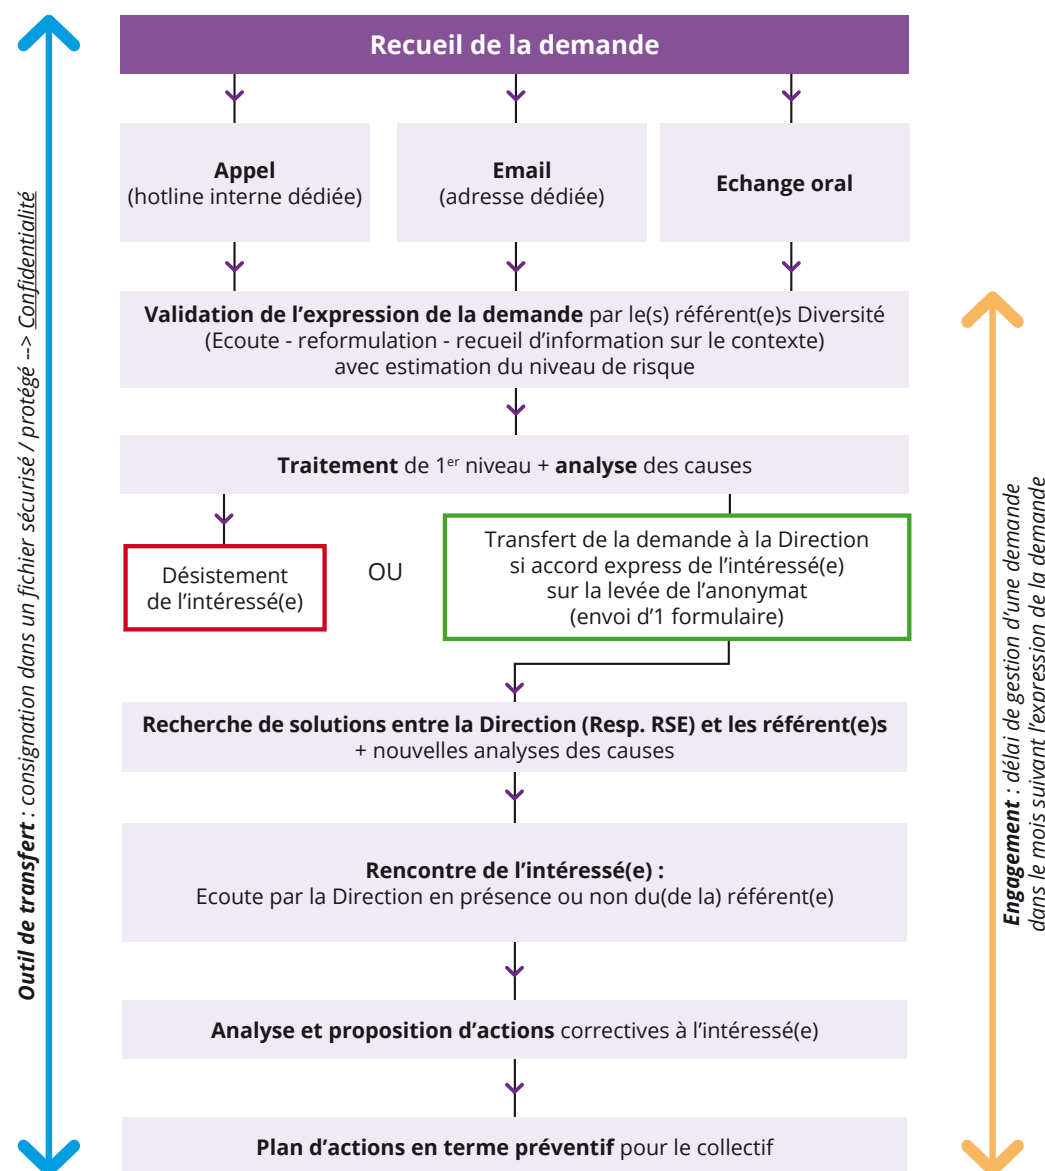 Recueil de la demande
Appel
(hotline interne dédiée)
Email
(adresse dédiée)
Echange oral
Validation de l'expression de la demande par le(s) référent(e)s Diversité
(Ecoute - reformulation - recueil d'information sur le contexte)
avec estimation du niveau de risque
Traitement de 1er niveau + analyse des causes
Désistement
de l'intéressé(e)
OU
Transfert de la demande à la Direction
si accord express de l'intéressé(e)
sur la levée de l'anonymat
(envoi d'1 formulaire)
Recherche de solutions entre la Direction (Resp. RSE) et les référent(e)s
+ nouvelles analyses des causes
Rencontre de l'intéressé(e) :
Ecoute par la Direction en présence ou non du(de la) référent(e)
Analyse et proposition d'actions correctives à l'intéressé(e)
Plan d'actions en terme préventif pour le collectif
Outil de transfert : consignation dans un fichier sécurisé / protégé --> Confidentialité
Engagement : délai de gestion d'une demande
dans le mois suivant l'expression de la demande